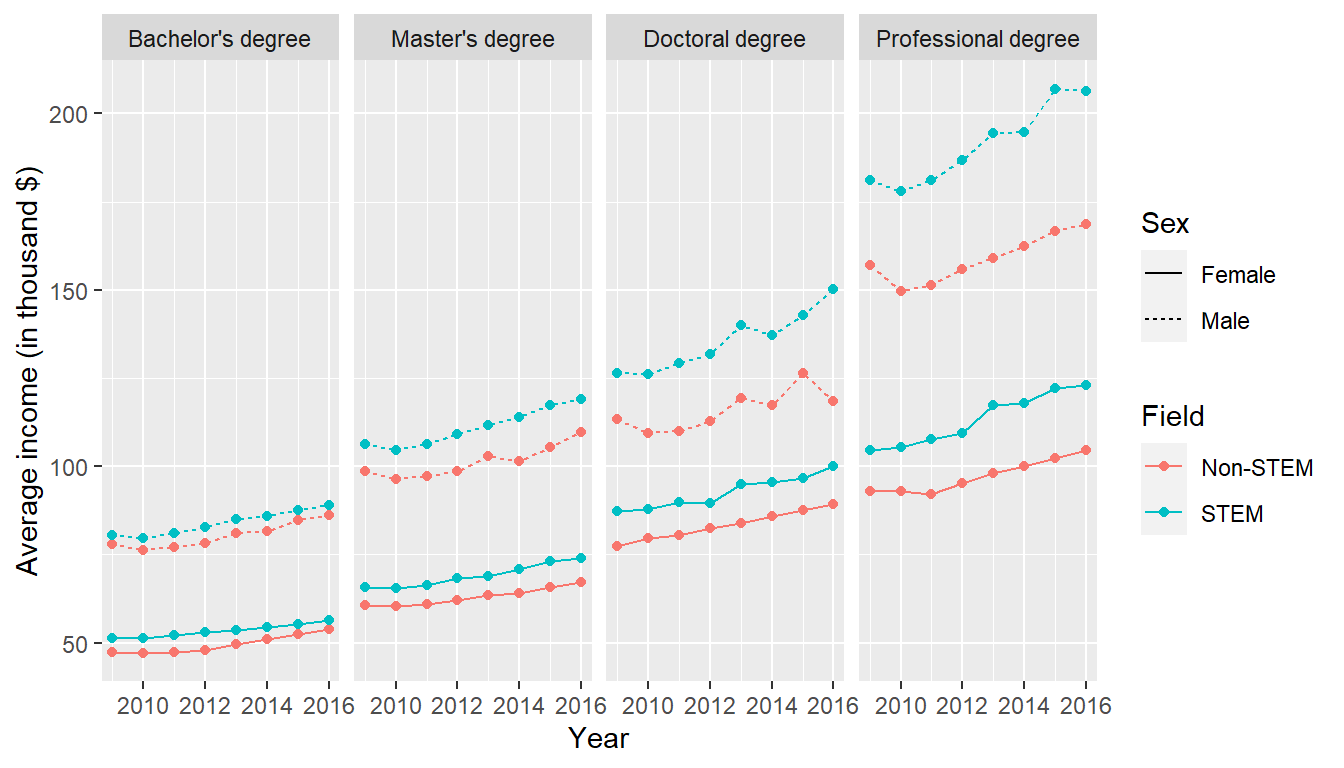 Bachelor's degree
Master's degree
Doctoral degree
Professional degree
200
150
100
50
2010 2012 2014 2016
2010 2012 2014 2016
2010 2012 2014 2016
2010 2012 2014 2016
Year
Average income (in thousand $)
Sex
Female
Male
Field
Non-STEM
STEM